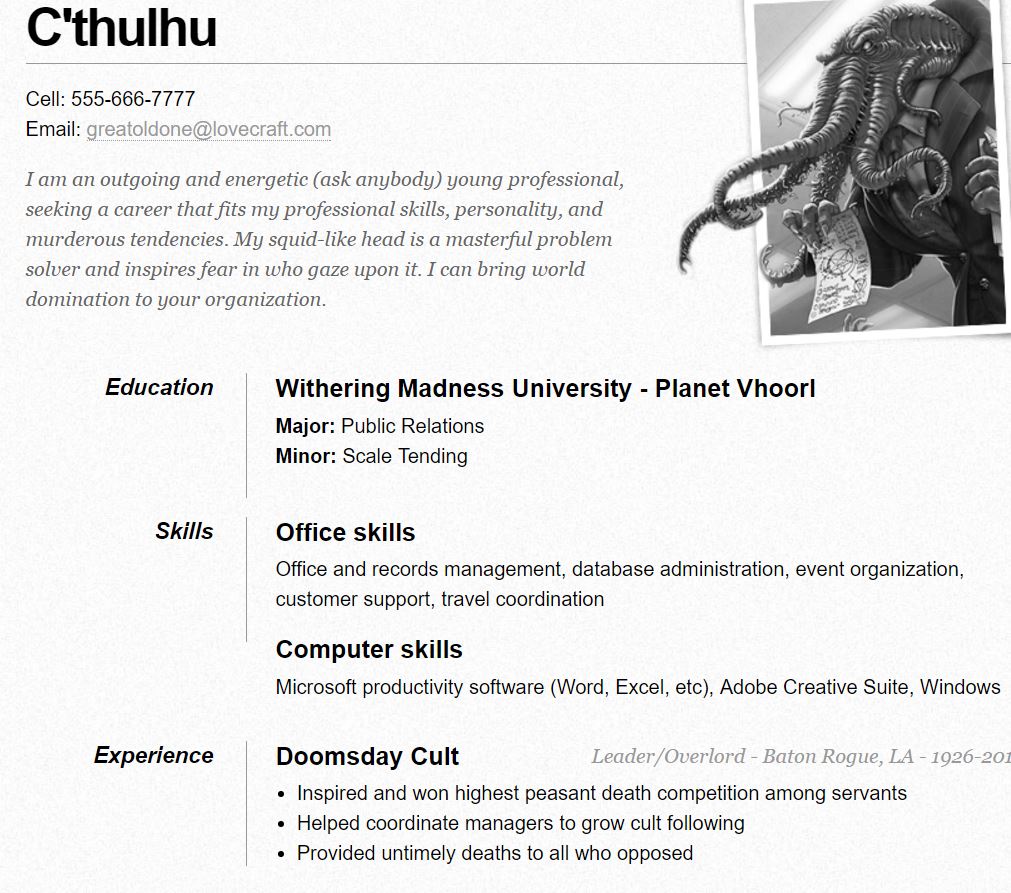 C'thulhu
Cell: 555-666-7777
Email: greatoldone@lovecraft.com
I am an outgoing and energetic (ask anybody) young professional,
seeking a career that fits my professional skills, personality, and
murderous tendencies. My squid-like head is a masterful problem
solver and inspires fear in who gaze upon it. I can bring world
domination to your organization.
Education
Withering Madness University - Planet Vhoorl
Major: Public Relations
Minor: Scale Tending
Skills
Office skills
Office and records management, database administration, event organization,
customer support, travel coordination
Computer skills
Microsoft productivity software (Word, Excel, etc), Adobe Creative Suite, Windows
Experience
Doomsday Cult
Leader/Overlord - Baton Rogue, LA - 1926-201
Inspired and won highest peasant death competition among servants
Helped coordinate managers to grow cult following
Provided untimely deaths to all who opposed